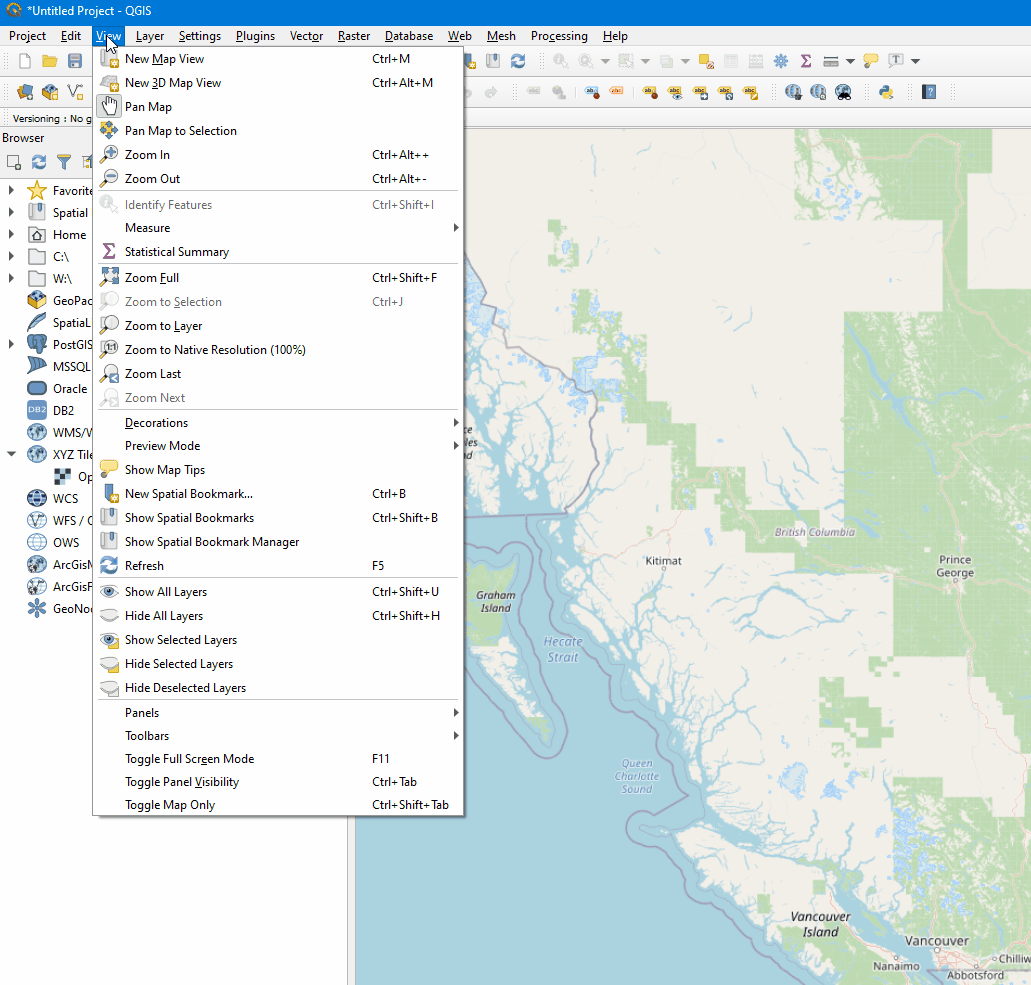 *Untitled Project - QGIS
Project Edit View Layer Settings Plugins Vector Raster Database Web Mesh Processing Help
Versioning : No
Browser
Favorite
Spatial
Home
C:\
W:\
GeoPac
SpatiaL
PostGIS
MSSQL
Oracle
DB2
DB2
WMS/W
XYZ Tile
Op
WCS
WFS / O
OWS
ArcGisM
ArcGisF
GeoNo
New Map View Ctrl+M
New 3D Map View Ctrl+Alt+M
Pan Map
Pan Map to Selection
Zoom In Ctrl+Alt++
Zoom Out Ctrl+Alt+-
Identify Features Ctrl+Shift+I
Measure
Statistical Summary
Zoom Full Ctrl+Shift+F
Zoom to Selection Ctrl+J
Zoom to Layer
Zoom to Native Resolution (100%)
Zoom Last
Zoom Next
Decorations
Preview Mode
Show Map Tips
New Spatial Bookmark... Ctrl+B
Show Spatial Bookmarks Ctrl+Shift+B
Show Spatial Bookmark Manager
Refresh F5
Show All Layers Ctrl+Shift+U
Hide All Layers Ctrl+Shift+H
Show Selected Layers
Hide Selected Layers
Hide Deselected Layers
Panels
Toolbars
Toggle Full Screen Mode F11
Toggle Panel Visibility Ctrl+Tab
Toggle Map Only Ctrl+Shift+Tab
British Columbia
Kitimat
Prince
George
Graham
Island
Hecate
Strait
Queen
Charlotte
Sound
Vancouver
Island
Vancouver
Chilliw
Nanaimo
Abbotsford